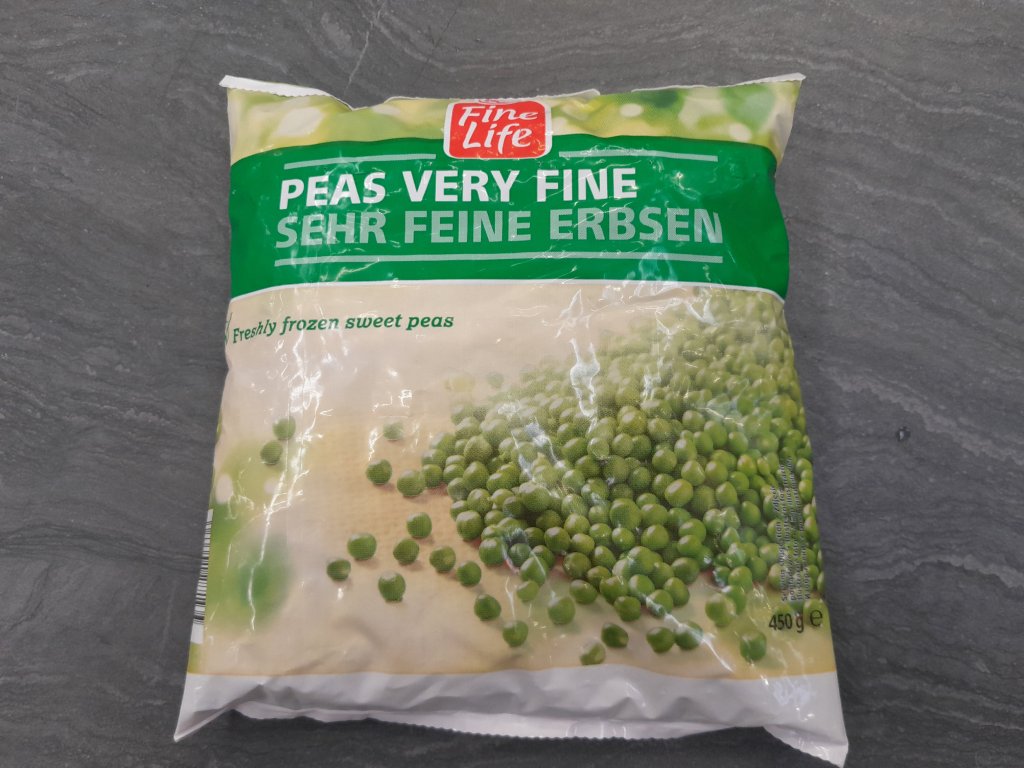 Fine
Life
PEAS VERY FINE
SEHR FEINE ERBSEN
Freshly frozen sweet peas
450 g e